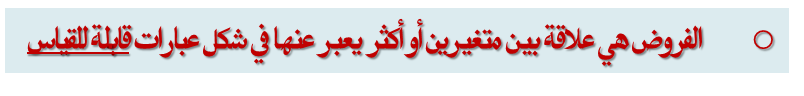 ○ الفروض هي علاقة بين متغيرين أو أكثر يعبر عنها في شكل عبارات قابلة للقياس